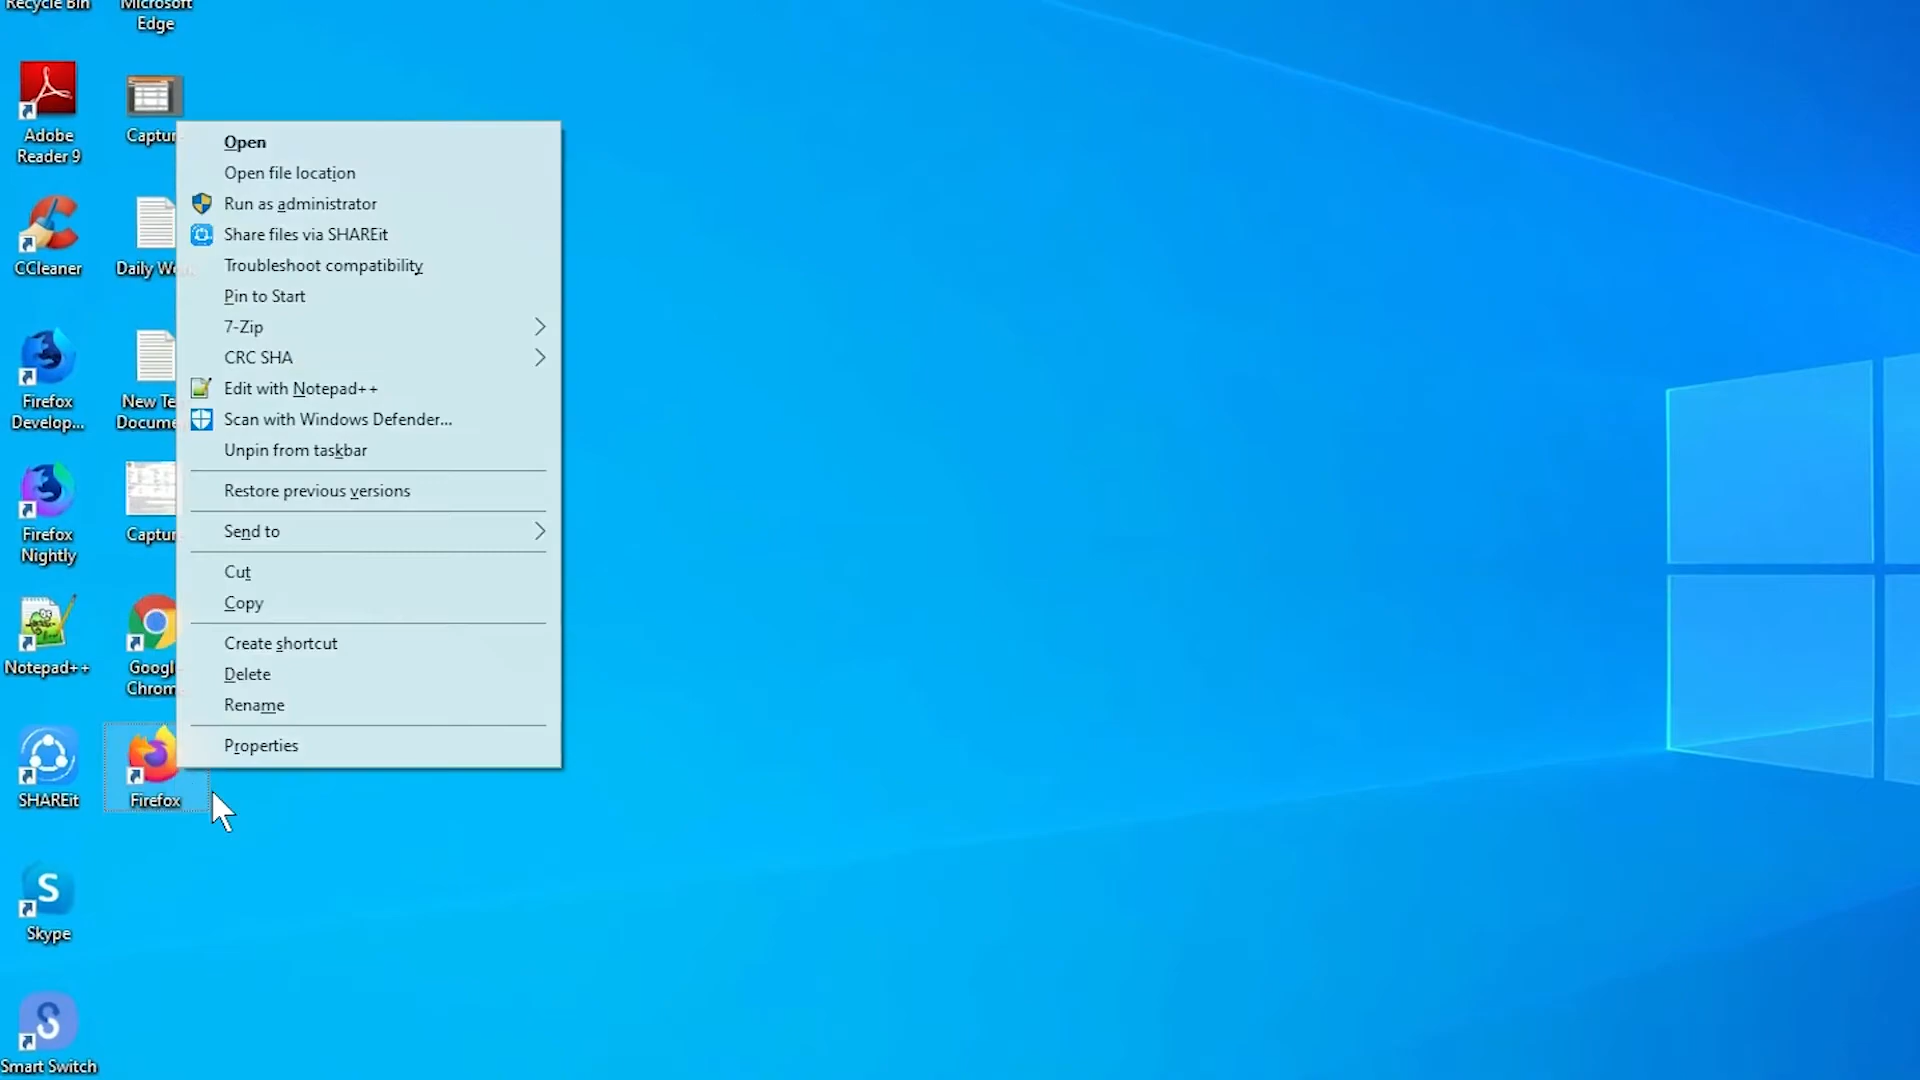 Recycle Bin
Microsoft
Edge
Adobe
Reader 9
CCleaner
Firefox
Develop...
Firefox
Nightly
Notepad++
SHAREit
Skype
Smart Switch
Captur
Daily W
New Te
Docume
Captur
Googl
Chrom
Firefox
Open
Open file location
Run as administrator
Share files via SHAREit
Troubleshoot compatibility
Pin to Start
7-Zip
CRC SHA
Edit with Notepad++
Scan with Windows Defender...
Unpin from taskbar
Restore previous versions
Send to
Cut
Copy
Create shortcut
Delete
Rename
Properties